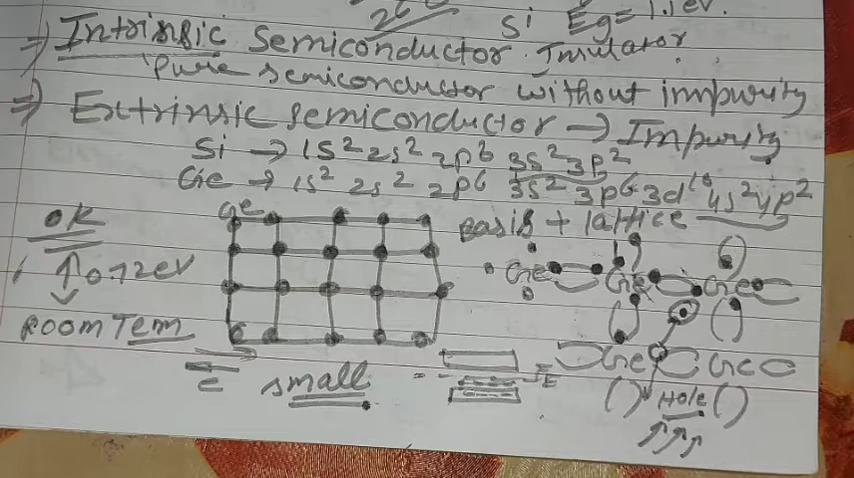 Si Eg= 1.1ev.
⇒ Intrinsic semiconductor Insulator
Pure semiconductor without impurity
⇒ Extrinsic semiconductor → Impurity
Si → 1s² 2s² 2p⁶ 3s² 3p²
Ge → 1s² 2s² 2p⁶ 3s² 3p⁶ 3d¹⁰ 4s² 4p²
0K
Ge
Basis + lattice
↑ 0.72ev
Ge Ge Ge
Room Tem
Ge Ge
small
Hole